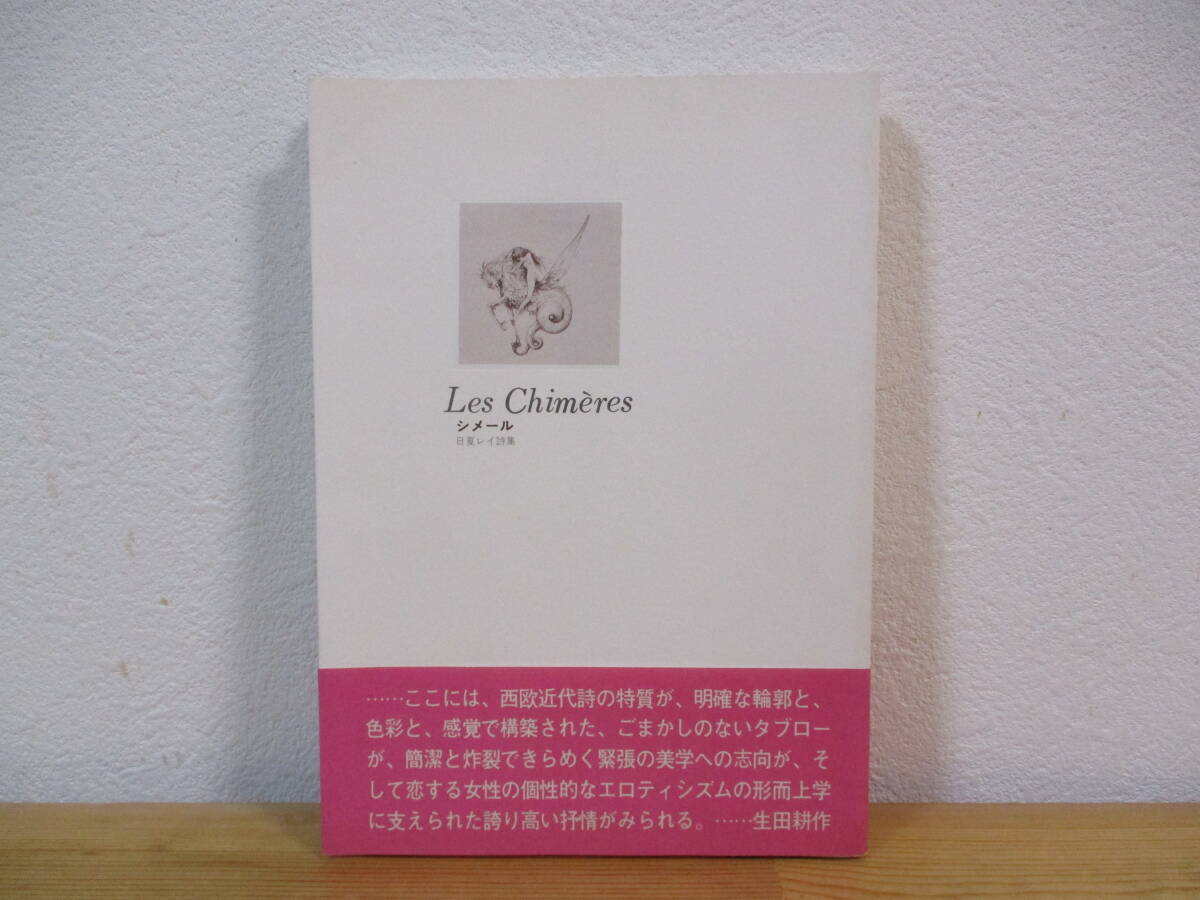 Les Chimères
シメール
日夏レイ詩集
……ここには、西欧近代詩の特質が、明確な輪郭と、
色彩と、感覚で構築された、ごまかしのないタブロー
が、簡潔と炸裂できらめく緊張の美学への志向が、そ
して恋する女性の個性的なエロティシズムの形而上学
に支えられた誇り高い抒情がみられる。……生田耕作